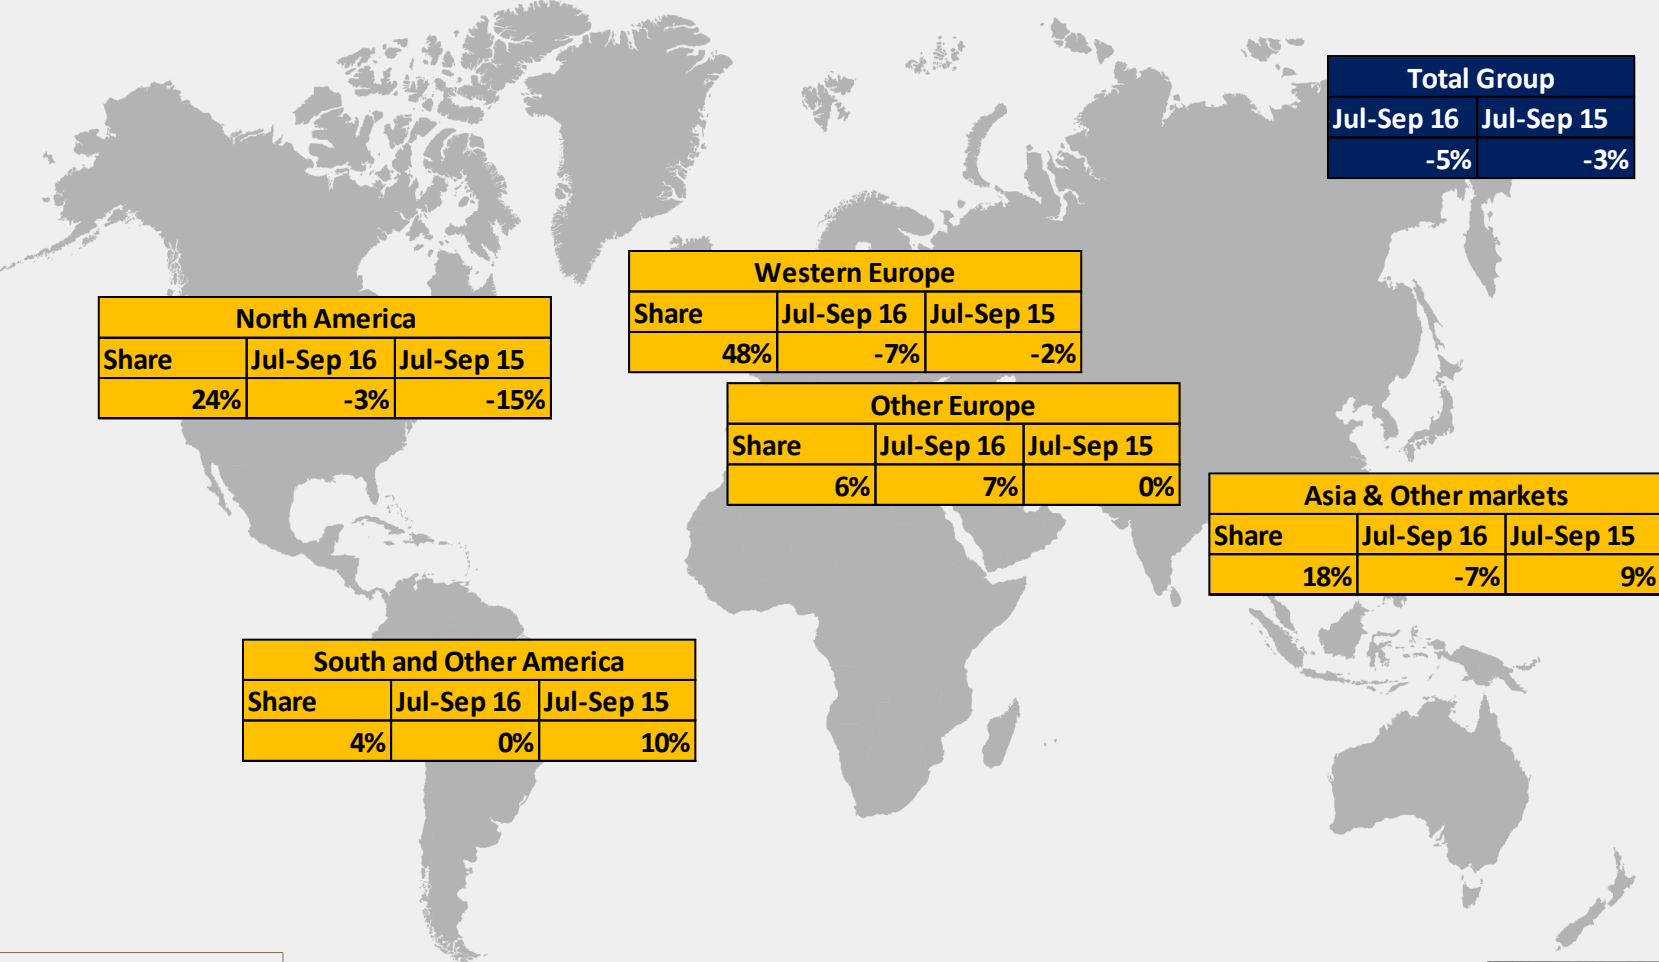 Total Group
Jul-Sep 16 Jul-Sep 15
-5% -3%
Western Europe
Share Jul-Sep 16 Jul-Sep 15
48% -7% -2%
North America
Share Jul-Sep 16 Jul-Sep 15
24% -3% -15%
Other Europe
Share Jul-Sep 16 Jul-Sep 15
6% 7% 0%
Asia & Other markets
Share Jul-Sep 16 Jul-Sep 15
18% -7% 9%
South and Other America
Share Jul-Sep 16 Jul-Sep 15
4% 0% 10%